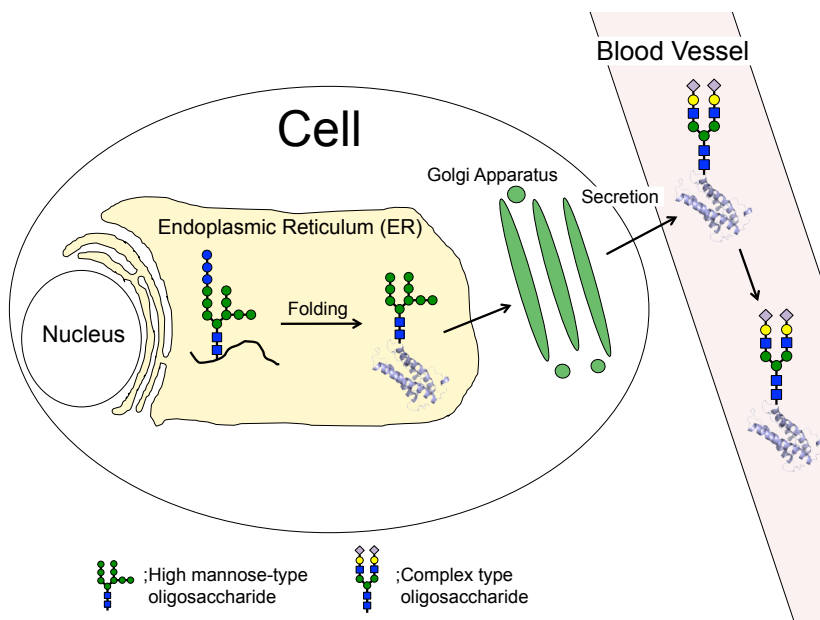 Blood Vessel
Cell
Golgi Apparatus
Secretion
Endoplasmic Reticulum (ER)
Folding
Nucleus
;High mannose-type
oligosaccharide
;Complex type
oligosaccharide